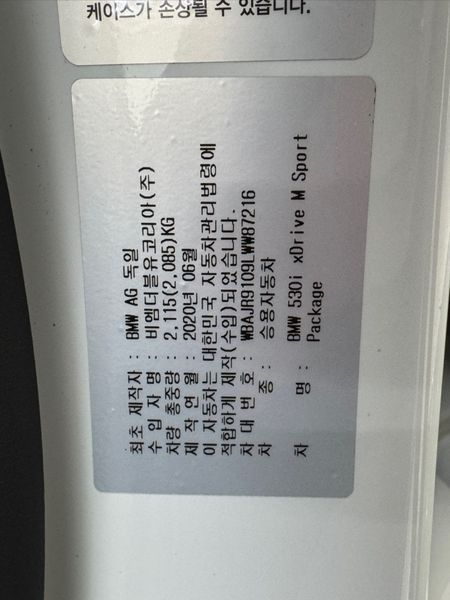 케이스가 손상될 수 있습니다.
최초 제작자 : BMW AG 독일
수 입 자 명 : 비엠더블유코리아(주)
차량 총중량 : 2,115(2,085)KG
제 작 연 월 : 2020년 06월
이 자동차는 대한민국 자동차관리법령에
적합하게 제작(수입)되었습니다.
차 대 번 호 : WBAJR9109LWW87216
차 종 : 승용자동차
차 명 : BMW 530i xDrive M Sport
Package